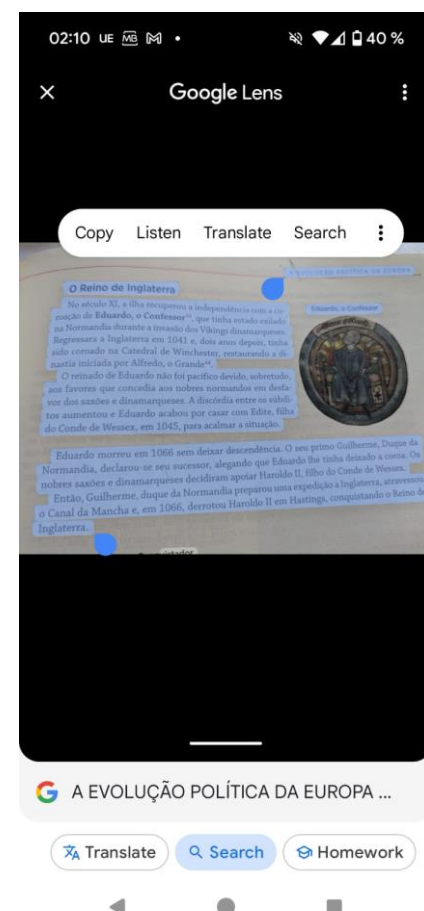 02:10 UE MB 40 %
Google Lens
Copy Listen Translate Search
A EVOLUÇÃO POLÍTICA DA EUROPA
O Reino de Inglaterra
No século XI, a ilha recuperou a independência com a co-
roação de Eduardo, o Confessor, que tinha estado exilado
na Normandia durante a invasão dos Vikings dinamarqueses.
Regressara a Inglaterra em 1041 e, dois anos depois, tinha
sido coroado na Catedral de Winchester, restaurando a di-
nastia iniciada por Alfredo, o Grande.
O reinado de Eduardo não foi pacífico devido, sobretudo,
aos favores que concedia aos nobres normandos em desfa-
vor dos saxões e dinamarqueses. A discórdia entre os súbdi-
tos aumentou e Eduardo acabou por casar com Edite, filha
do Conde de Wessex, em 1045, para acalmar a situação.
Eduardo, o Confessor
Eduardo morreu em 1066 sem deixar descendência. O seu primo Guilherme, Duque da
Normandia, declarou-se seu sucessor, alegando que Eduardo lhe tinha deixado a coroa. Os
nobres saxões e dinamarqueses decidiram apoiar Haroldo II, filho do Conde de Wessex.
Então, Guilherme, duque da Normandia preparou uma expedição a Inglaterra, atravessou
o Canal da Mancha e, em 1066, derrotou Haroldo II em Hastings, conquistando o Reino de
Inglaterra.
A EVOLUÇÃO POLÍTICA DA EUROPA ...
Translate Search Homework